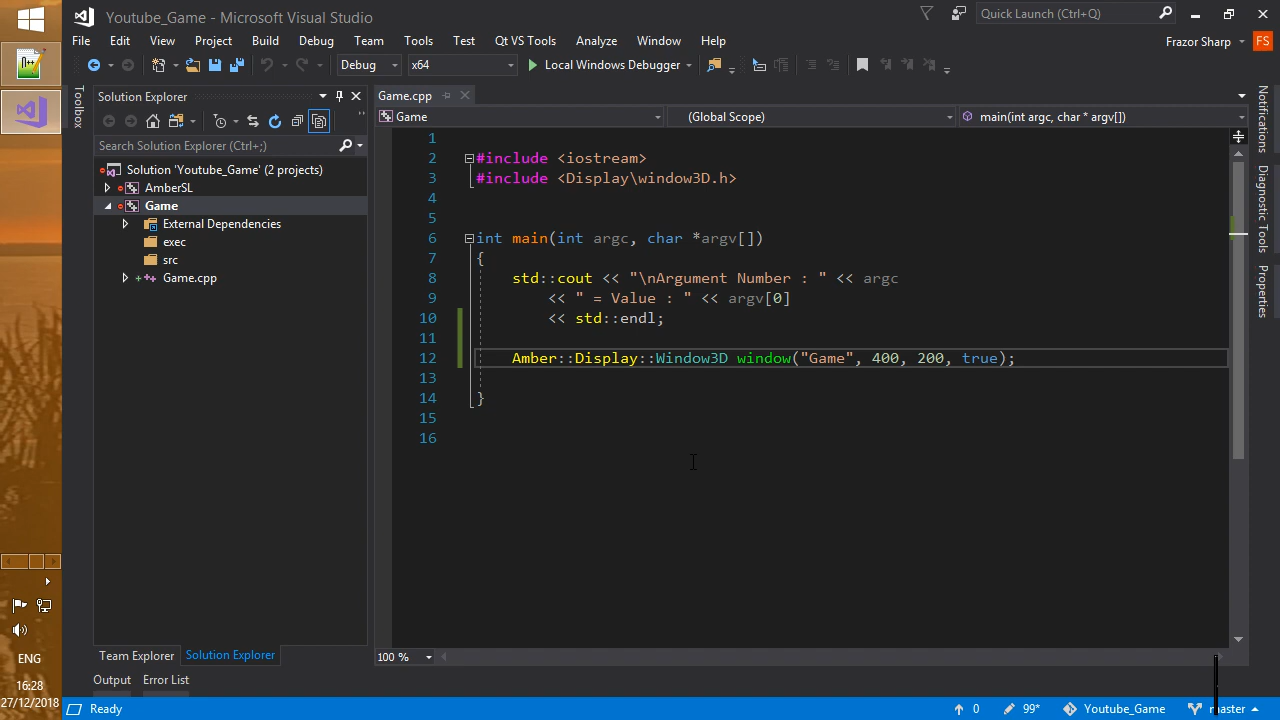 Youtube_Game - Microsoft Visual Studio
Quick Launch (Ctrl+Q)
File Edit View Project Build Debug Team Tools Test Qt VS Tools Analyze Window Help
Frazor Sharp FS
Debug x64 Local Windows Debugger
Toolbox
Solution Explorer
Search Solution Explorer (Ctrl+;)
Solution 'Youtube_Game' (2 projects)
AmberSL
Game
External Dependencies
exec
src
Game.cpp
Team Explorer Solution Explorer
Output Error List
Game.cpp
Game (Global Scope) main(int argc, char * argv[])
1
2 #include <iostream>
3 #include <Display\window3D.h>
4
5
6 int main(int argc, char *argv[])
7 {
8 std::cout << "\nArgument Number : " << argc
9 << " = Value : " << argv[0]
10 << std::endl;
11
12 Amber::Display::Window3D window("Game", 400, 200, true);
13
14 }
15
16
100 %
Notifications
Diagnostic Tools
Properties
ENG
16:28
27/12/2018
Ready 0 99* Youtube_Game master